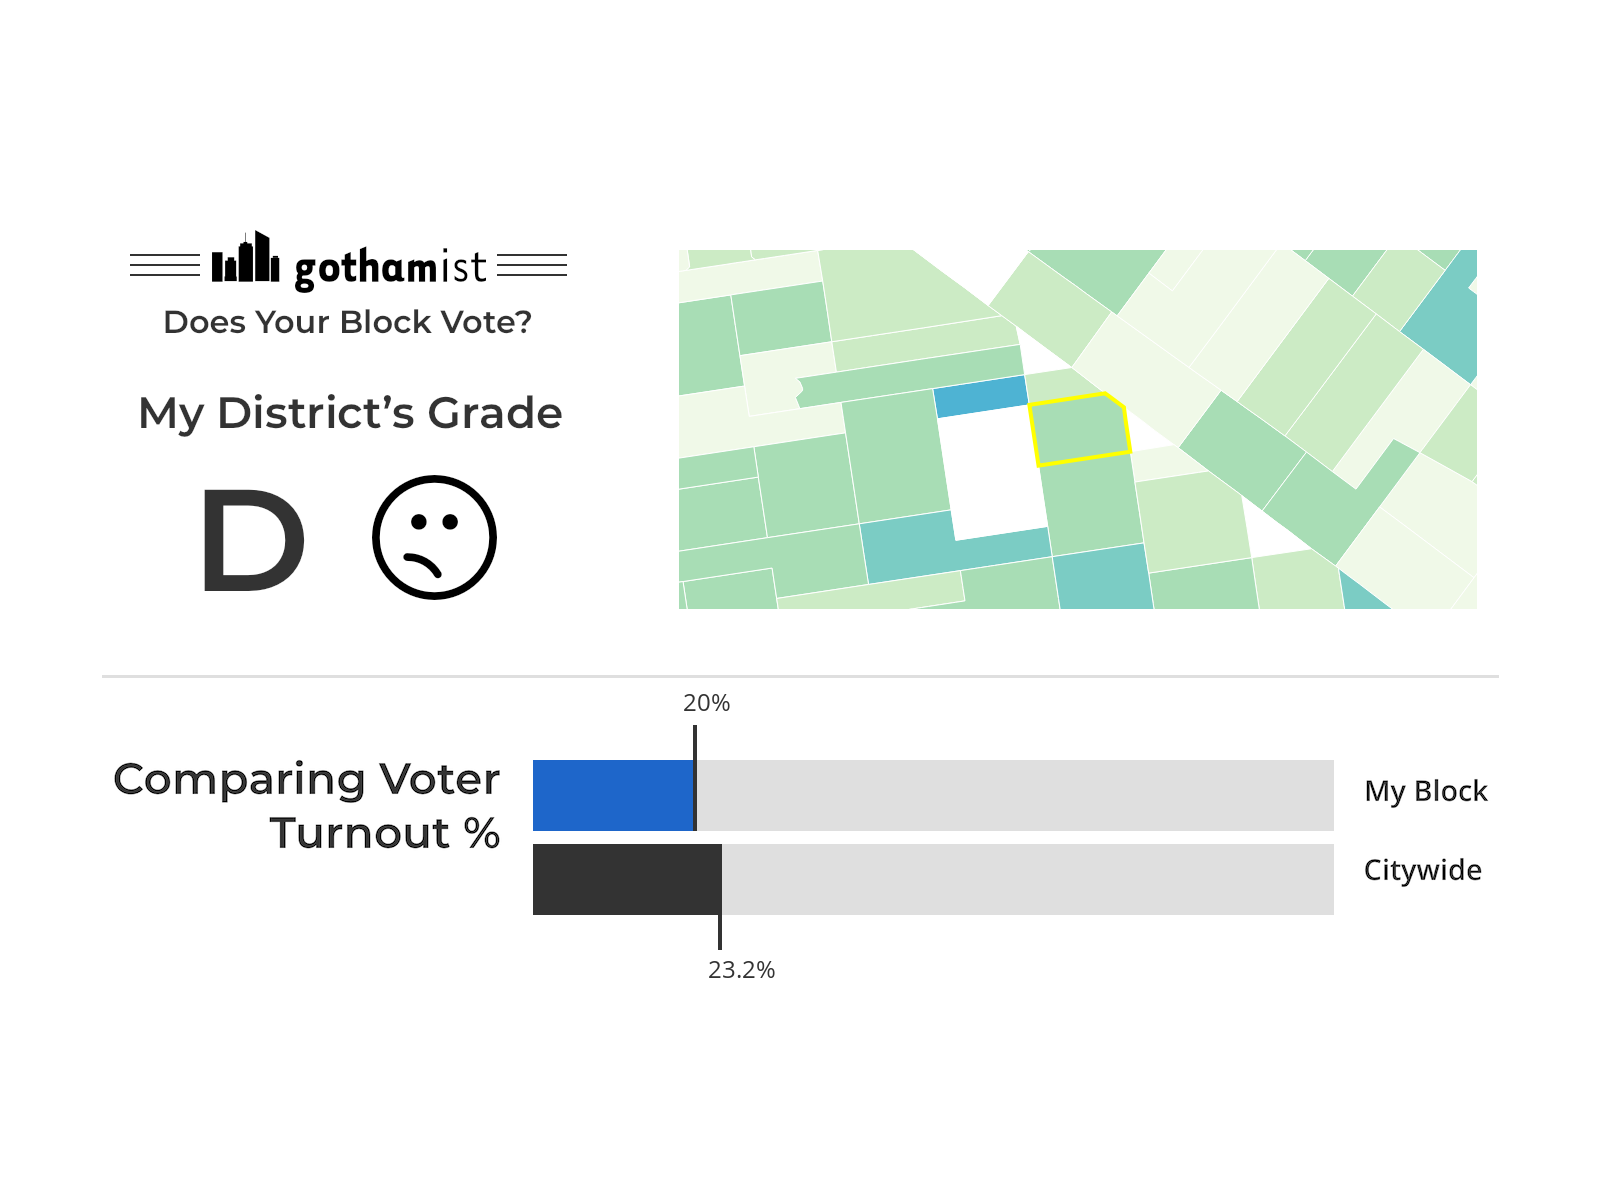 gothamist
Does Your Block Vote?
My District’s Grade
D
20%
Comparing Voter
Turnout %
My Block
Citywide
23.2%